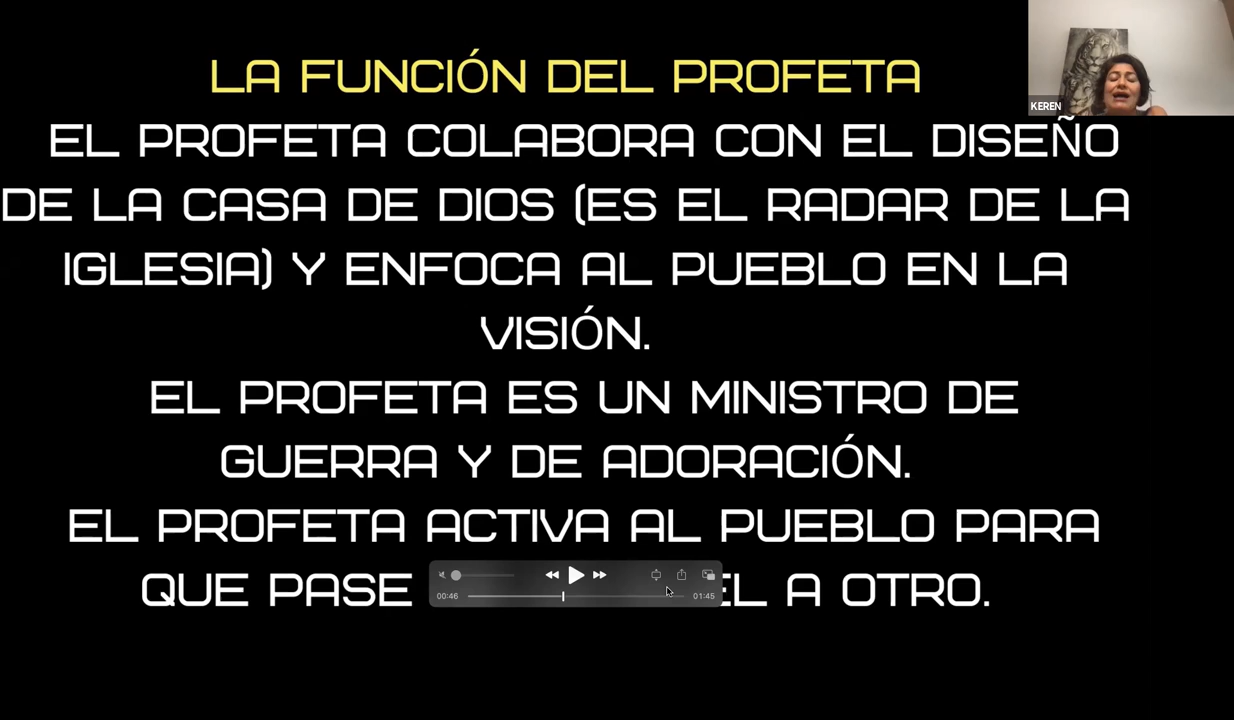 LA FUNCIÓN DEL PROFETA
KEREN
EL PROFETA COLABORA CON EL DISEÑO
DE LA CASA DE DIOS (ES EL RADAR DE LA
IGLESIA) Y ENFOCA AL PUEBLO EN LA
VISIÓN.
EL PROFETA ES UN MINISTRO DE
GUERRA Y DE ADORACIÓN.
EL PROFETA ACTIVA AL PUEBLO PARA
QUE PASE A OTRO.
00:46 01:45